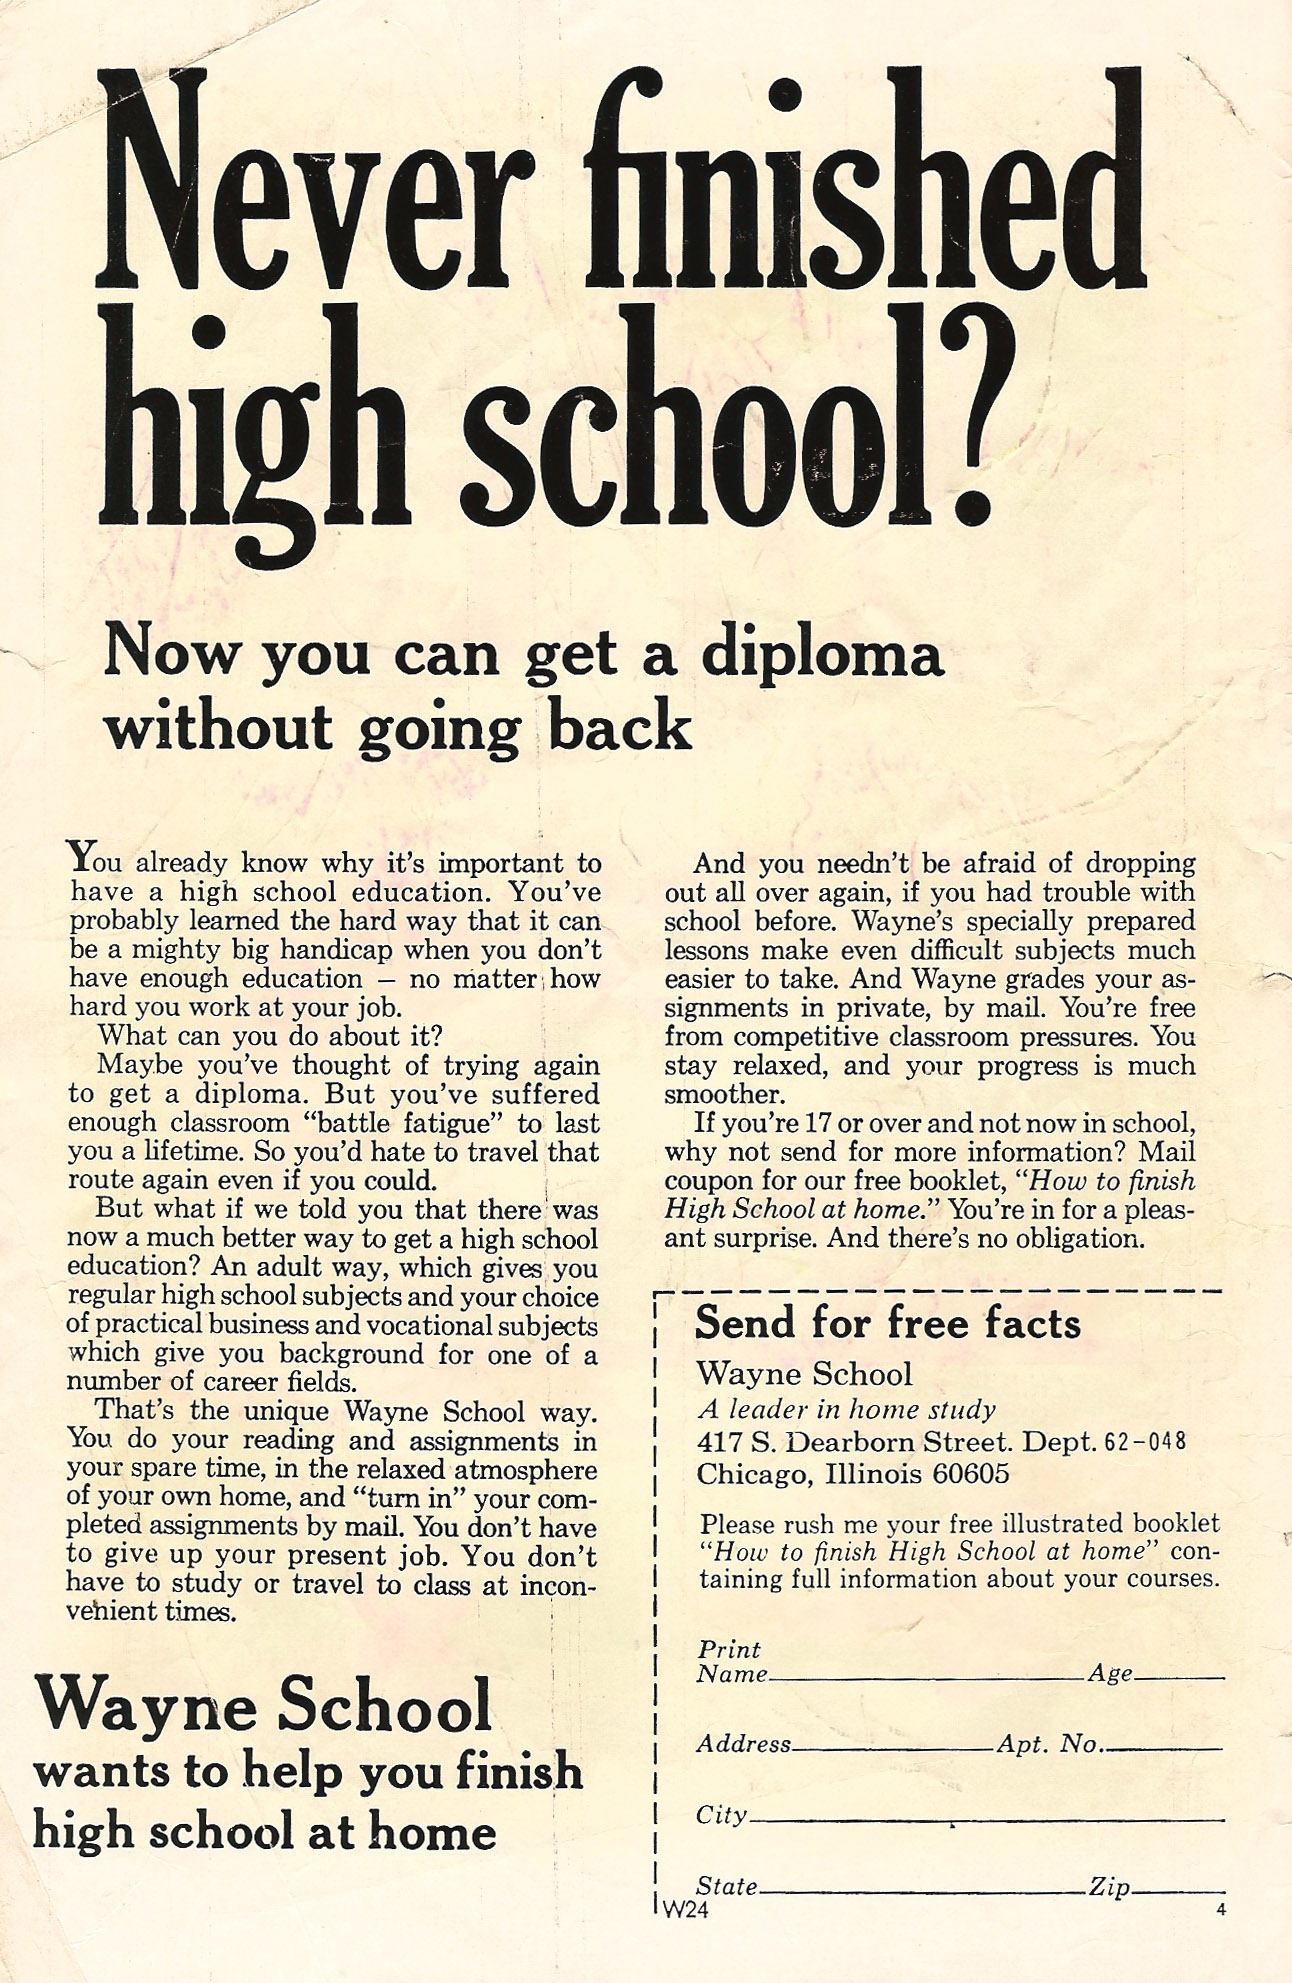 Never finished
high school?
Now you can get a diploma
without going back
You already know why it's important to
have a high school education. You've
probably learned the hard way that it can
be a mighty big handicap when you don't
have enough education — no matter how
hard you work at your job.
What can you do about it?
Maybe you've thought of trying again
to get a diploma. But you've suffered
enough classroom "battle fatigue" to last
you a lifetime. So you'd hate to travel that
route again even if you could.
But what if we told you that there was
now a much better way to get a high school
education? An adult way, which gives you
regular high school subjects and your choice
of practical business and vocational subjects
which give you background for one of a
number of career fields.
That's the unique Wayne School way.
You do your reading and assignments in
your spare time, in the relaxed atmosphere
of your own home, and "turn in" your com-
pleted assignments by mail. You don't have
to give up your present job. You don't
have to study or travel to class at incon-
venient times.
Wayne School
wants to help you finish
high school at home
And you needn't be afraid of dropping
out all over again, if you had trouble with
school before. Wayne's specially prepared
lessons make even difficult subjects much
easier to take. And Wayne grades your as-
signments in private, by mail. You're free
from competitive classroom pressures. You
stay relaxed, and your progress is much
smoother.
If you're 17 or over and not now in school,
why not send for more information? Mail
coupon for our free booklet, "How to finish
High School at home." You're in for a pleas-
ant surprise. And there's no obligation.
Send for free facts
Wayne School
A leader in home study
417 S. Dearborn Street. Dept. 62-048
Chicago, Illinois 60605
Please rush me your free illustrated booklet
"How to finish High School at home" con-
taining full information about your courses.
Print
Name Age
Address Apt. No.
City
State Zip
W24 4